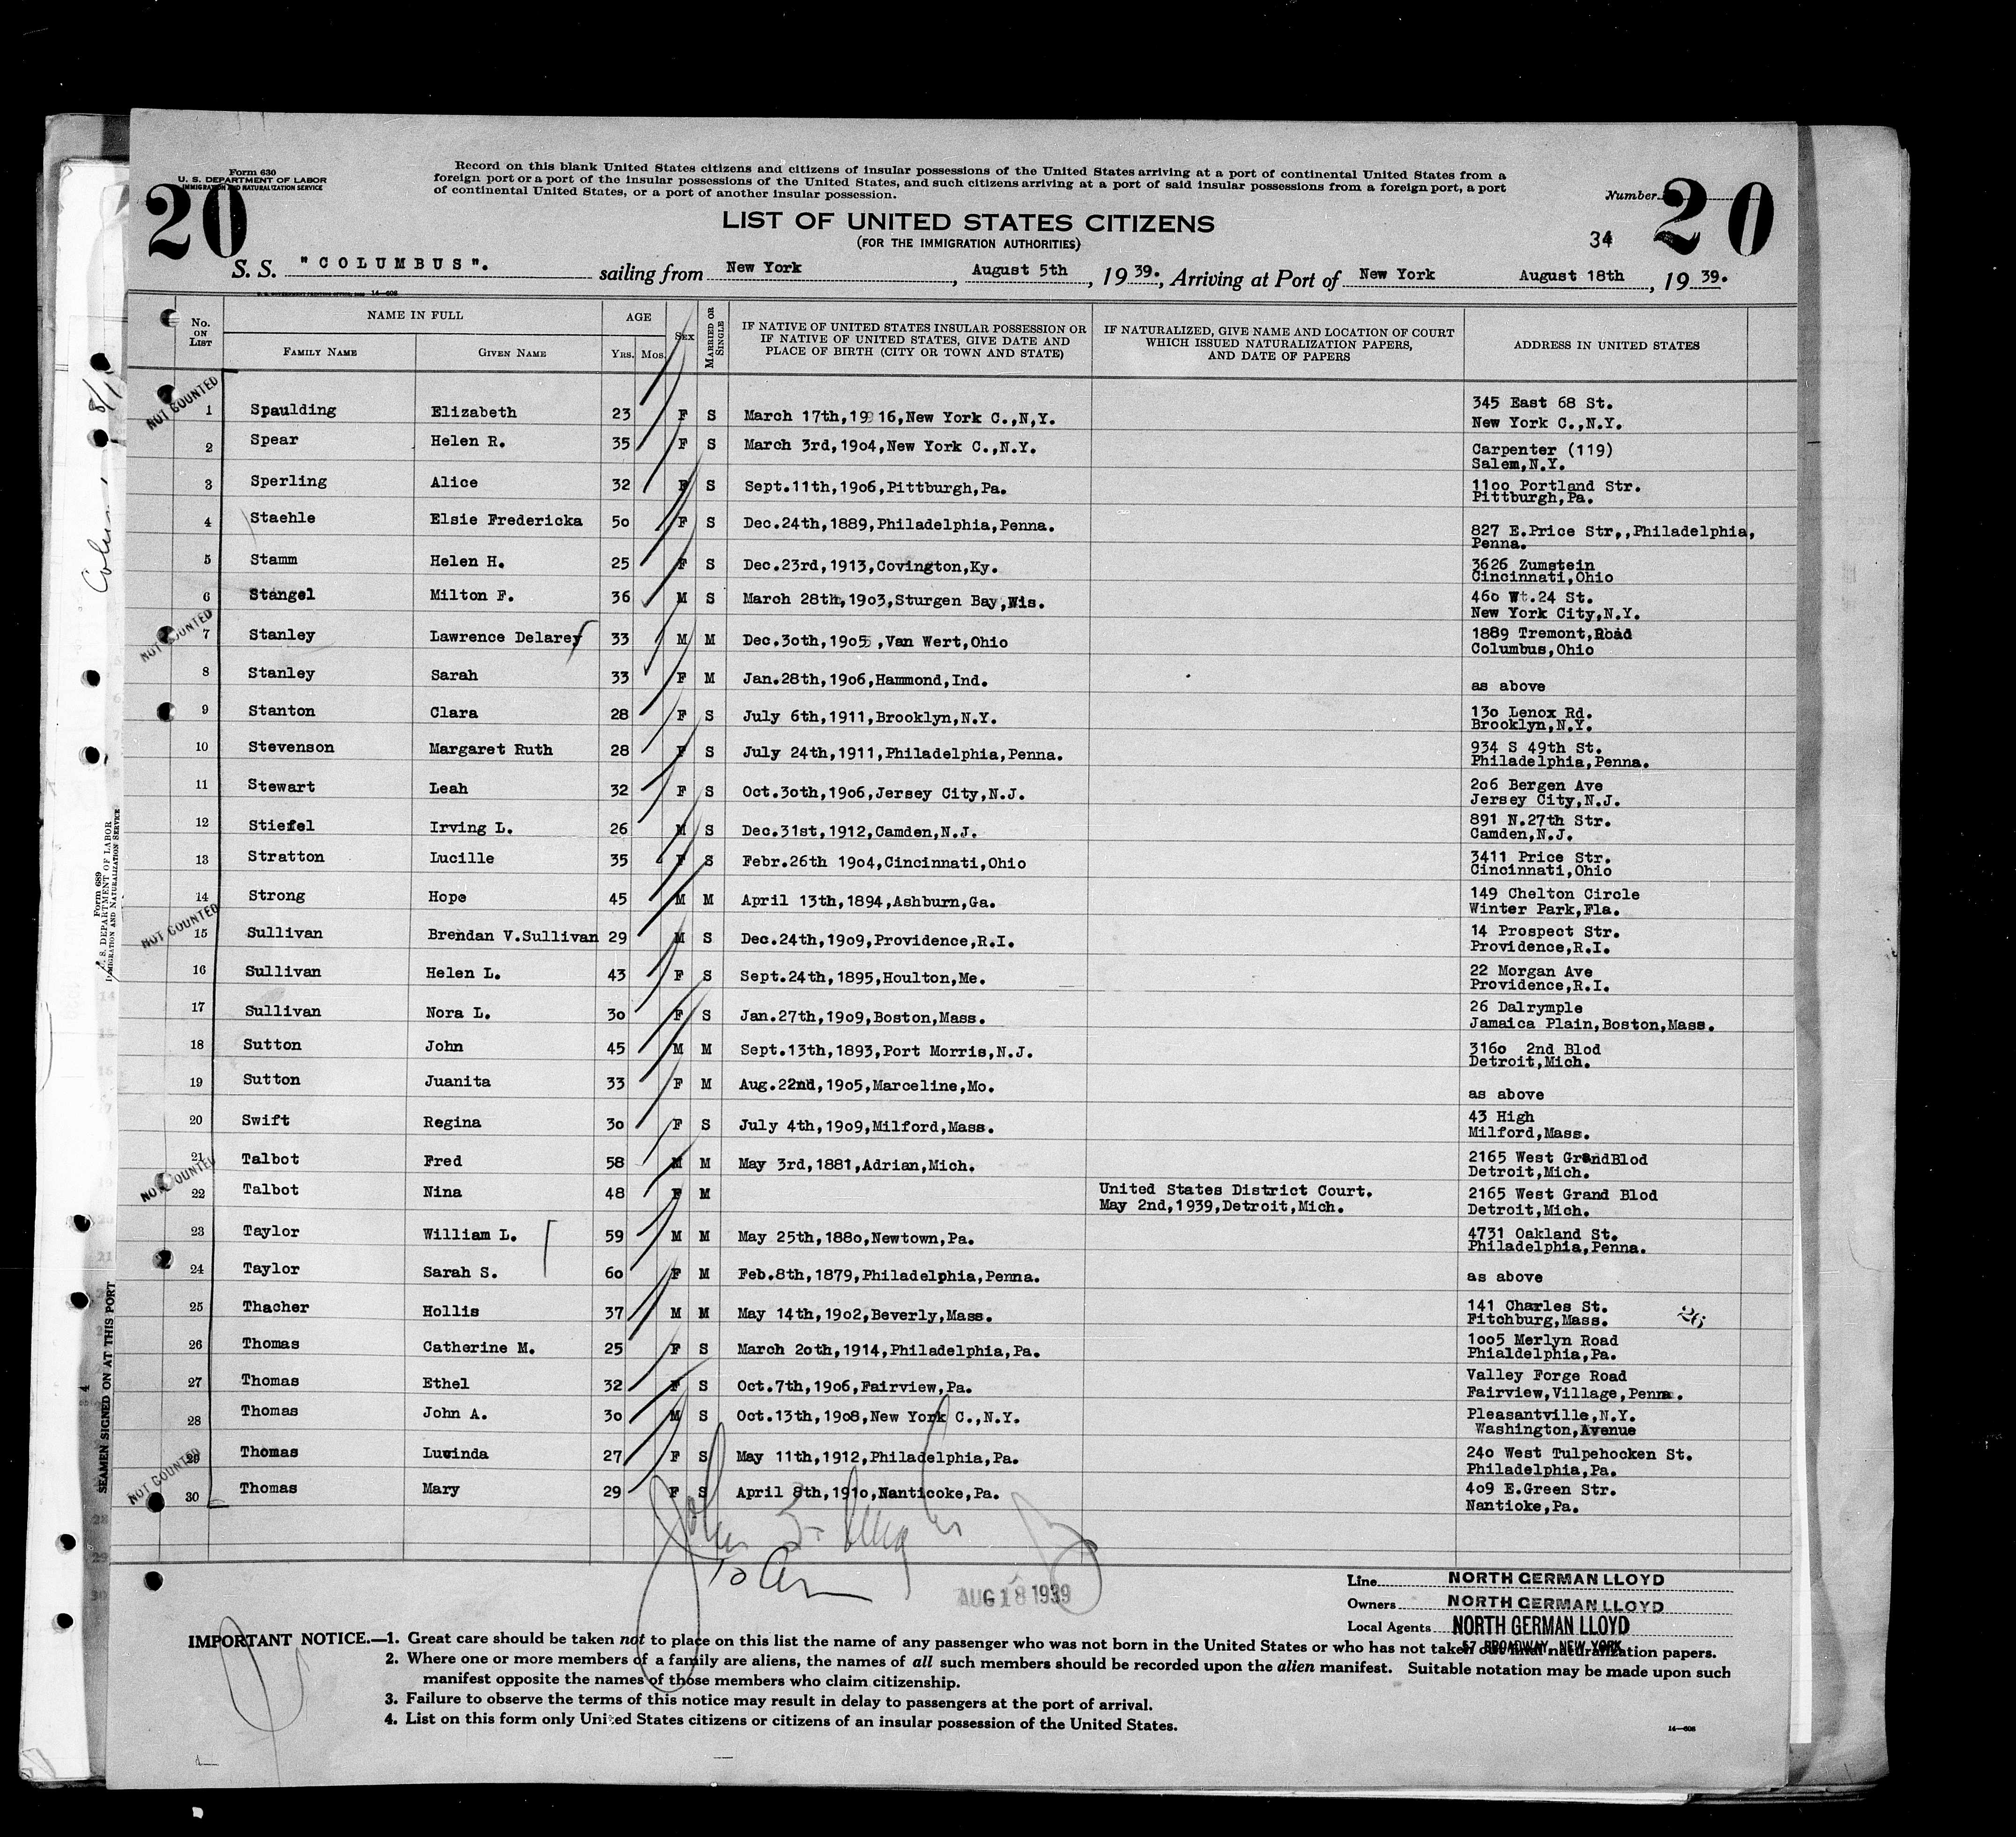 Form 630
U. S. DEPARTMENT OF LABOR
IMMIGRATION AND NATURALIZATION SERVICE
20
Record on this blank United States citizens and citizens of insular possessions of the United States arriving at a port of continental United States from a
foreign port or a port of the insular possessions of the United States, and such citizens arriving at a port of said insular possessions from a foreign port, a port
of continental United States, or a port of another insular possession.
Number 20
LIST OF UNITED STATES CITIZENS
(FOR THE IMMIGRATION AUTHORITIES)
34
S. S. "COLUMBUS". sailing from New York, August 5th, 1939., Arriving at Port of New York August 18th, 1939.
No. ON LIST NAME IN FULL AGE SEX MARRIED OR SINGLE IF NATIVE OF UNITED STATES INSULAR POSSESSION OR IF NATIVE OF UNITED STATES, GIVE DATE AND PLACE OF BIRTH (CITY OR TOWN AND STATE) IF NATURALIZED, GIVE NAME AND LOCATION OF COURT WHICH ISSUED NATURALIZATION PAPERS, AND DATE OF PAPERS ADDRESS IN UNITED STATES
FAMILY NAME GIVEN NAME YRS. MOS.
NOT COUNTED
1 Spaulding Elizabeth 23 F S March 17th,1916,New York C.,N,Y. 345 East 68 St.
New York C.,N.Y.
2 Spear Helen R. 35 F S March 3rd,1904,New York C.,N.Y. Carpenter (119)
Salem,N.Y.
3 Sperling Alice 32 F S Sept.11th,1906,Pittburgh,Pa. 1100 Portland Str.
Pittburgh,Pa.
4 Staehle Elsie Fredericka 50 F S Dec.24th,1889,Philadelphia,Penna. 827 E.Price Str,,Philadelphia,
Penna.
5 Stamm Helen H. 25 F S Dec.23rd,1913,Covington,Ky. 3626 Zumstein
Cincinnati,Ohio
6 Stangel Milton F. 36 M S March 28th,1903,Sturgen Bay,Wis. 460 Wt.24 St.
New York City,N.Y.
NOT COUNTED
7 Stanley Lawrence Delarey 33 M M Dec.30th,1905,Van Wert,Ohio 1889 Tremont,Road
Columbus,Ohio
8 Stanley Sarah 33 F M Jan.28th,1906,Hammond,Ind. as above
9 Stanton Clara 28 F S July 6th,1911,Brooklyn,N.Y. 130 Lenox Rd.
Brooklyn,N.Y.
10 Stevenson Margaret Ruth 28 F S July 24th,1911,Philadelphia,Penna. 934 S 49th St.
Philadelphia,Penna.
11 Stewart Leah 32 F S Oct.30th,1906,Jersey City,N.J. 206 Bergen Ave
Jersey City,N.J.
12 Stiefel Irving L. 26 M S Dec.31st,1912,Camden,N.J. 891 N.27th Str.
Camden,N.J.
13 Stratton Lucille 35 F S Febr.26th 1904,Cincinnati,Ohio 3411 Price Str.
Cincinnati,Ohio
14 Strong Hope 45 M M April 13th,1894,Ashburn,Ga. 149 Chelton Circle
Winter Park,Fla.
NOT COUNTED
15 Sullivan Brendan V.Sullivan 29 M S Dec.24th,1909,Providence,R.I. 14 Prospect Str.
Providence,R.I.
16 Sullivan Helen L. 43 F S Sept.24th,1895,Houlton,Me. 22 Morgan Ave
Providence,R.I.
17 Sullivan Nora L. 30 F S Jan.27th,1909,Boston,Mass. 26 Dalrymple
Jamaica Plain,Boston,Mass.
18 Sutton John 45 M M Sept.13th,1893,Port Morris,N.J. 3160 2nd Blod
Detroit,Mich.
19 Sutton Juanita 33 F M Aug.22nd,1905,Marceline,Mo. as above
20 Swift Regina 30 F S July 4th,1909,Milford,Mass. 43 High
Milford,Mass.
21 Talbot Fred 58 M M May 3rd,1881,Adrian,Mich. 2165 West GrandBlod
Detroit,Mich.
NOT COUNTED
22 Talbot Nina 48 F M United States District Court. 2165 West Grand Blod
May 2nd,1939,Detroit,Mich. Detroit,Mich.
23 Taylor William L. 59 M M May 25th,1880,Newtown,Pa. 4731 Oakland St.
Philadelphia,Penna.
24 Taylor Sarah S. 60 F M Feb.8th,1879,Philadelphia,Penna. as above
25 Thacher Hollis 37 M M May 14th,1902,Beverly,Mass. 141 Charles St. 26
Fitchburg,Mass.
26 Thomas Catherine M. 25 F S March 20th,1914,Philadelphia,Pa. 1005 Merlyn Road
Phialdelphia,Pa.
27 Thomas Ethel 32 F S Oct.7th,1906,Fairview,Pa. Valley Forge Road
Fairview,Village,Penna.
28 Thomas John A. 30 M S Oct.13th,1908,New York C.,N.Y. Pleasantville,N.Y.
Washington,Avenue
29 Thomas Luwinda 27 F S May 11th,1912,Philadelphia,Pa. 240 West Tulpehocken St.
Philadelphia,Pa.
NOT COUNTED
30 Thomas Mary 29 F S April 8th,1910,Nanticoke,Pa. 409 E.Green Str.
Nantioke,Pa.
AUG 18 1939
Line NORTH GERMAN LLOYD
Owners NORTH GERMAN LLOYD
Local Agents NORTH GERMAN LLOYD
57 BROADWAY, NEW YORK
IMPORTANT NOTICE.—1. Great care should be taken not to place on this list the name of any passenger who was not born in the United States or who has not taken out final naturalization papers.
2. Where one or more members of a family are aliens, the names of all such members should be recorded upon the alien manifest. Suitable notation may be made upon such
manifest opposite the names of those members who claim citizenship.
3. Failure to observe the terms of this notice may result in delay to passengers at the port of arrival.
4. List on this form only United States citizens or citizens of an insular possession of the United States.
14—608
Form 689
U. S. DEPARTMENT OF LABOR
IMMIGRATION AND NATURALIZATION SERVICE
SEAMEN SIGNED ON AT THIS PORT